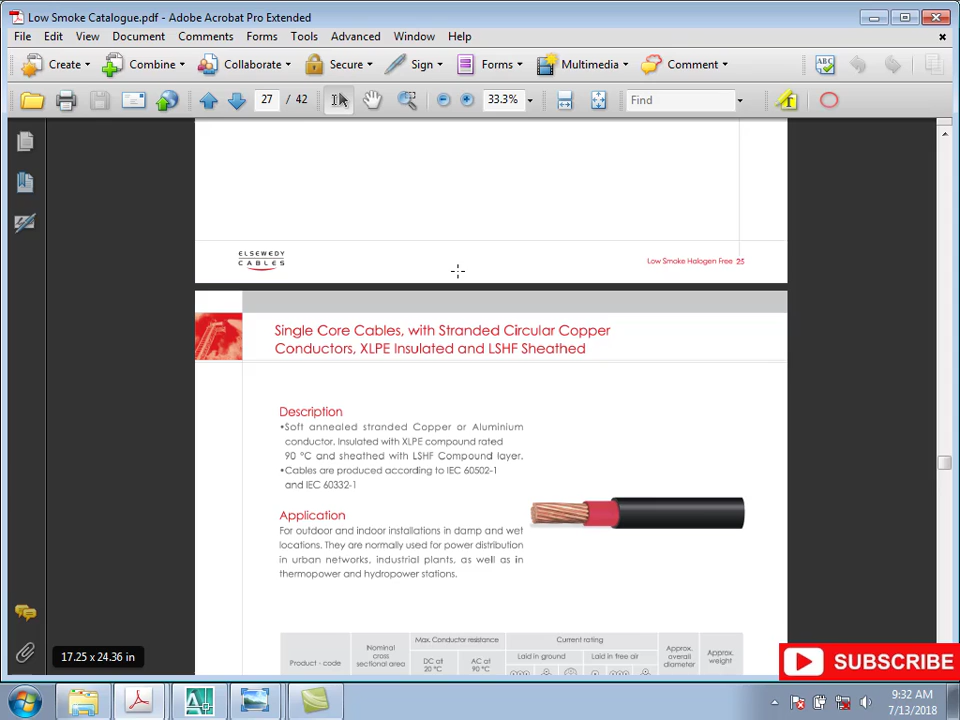 Low Smoke Catalogue.pdf - Adobe Acrobat Pro Extended
File Edit View Document Comments Forms Tools Advanced Window Help
Create Combine Collaborate Secure Sign Forms Multimedia Comment
27 / 42 33.3% Find
ELSEWEDY
CABLES
Low Smoke Halogen Free 25
Single Core Cables, with Stranded Circular Copper
Conductors, XLPE Insulated and LSHF Sheathed
Description
•Soft annealed stranded Copper or Aluminium
conductor. Insulated with XLPE compound rated
90 °C and sheathed with LSHF Compound layer.
•Cables are produced according to IEC 60502-1
and IEC 60332-1
Application
For outdoor and indoor installations in damp and wet
locations. They are normally used for power distribution
in urban networks, industrial plants, as well as in
thermopower and hydropower stations.
Product - code
Nominal
cross
sectional area
Max. Conductor resistance
DC at
20 °C
AC at
90 °C
Current rating
Laid in ground
Laid in free air
Approx.
overall
diameter
Approx.
weight
17.25 x 24.36 in
SUBSCRIBE
9:32 AM
7/13/2018